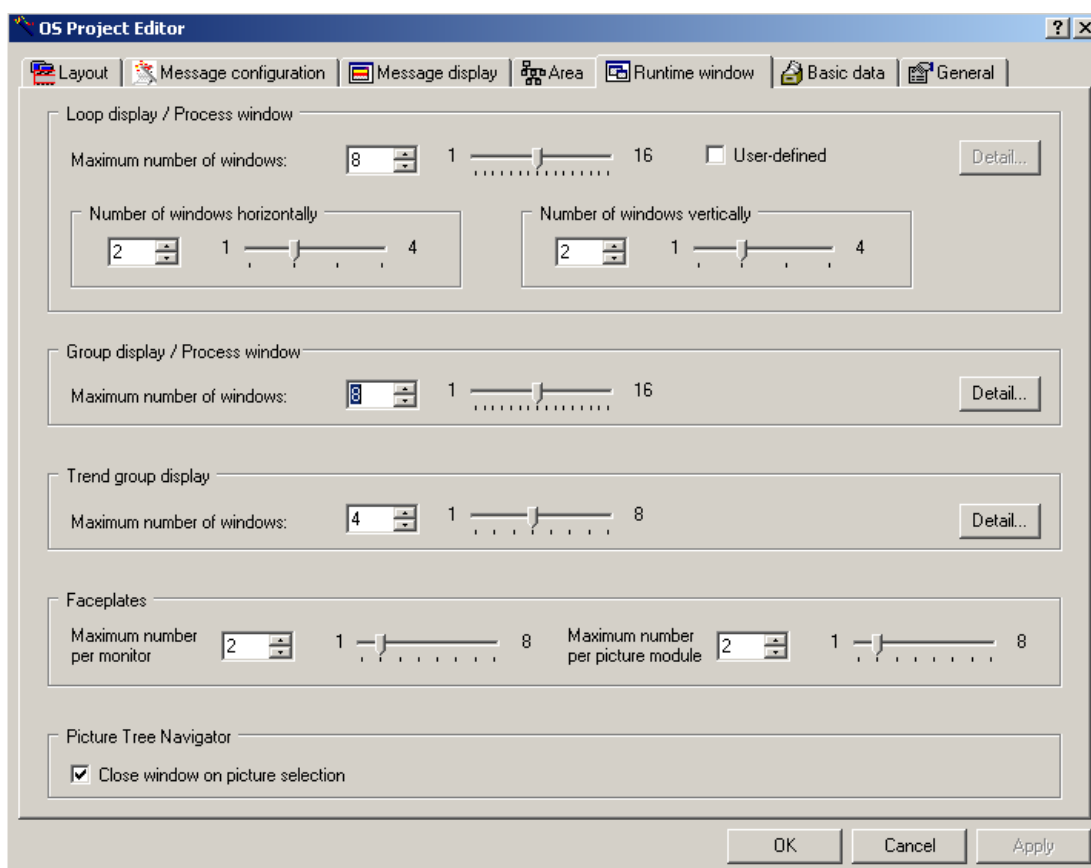 OS Project Editor
Layout Message configuration Message display Area Runtime window Basic data General
Loop display / Process window
Maximum number of windows: 8 1 16 User-defined Detail...
Number of windows horizontally Number of windows vertically
2 1 4 2 1 4
Group display / Process window
Maximum number of windows: 8 1 16 Detail...
Trend group display
Maximum number of windows: 4 1 8 Detail...
Faceplates
Maximum number per monitor 2 1 8 Maximum number per picture module 2 1 8
Picture Tree Navigator
Close window on picture selection
OK Cancel Apply